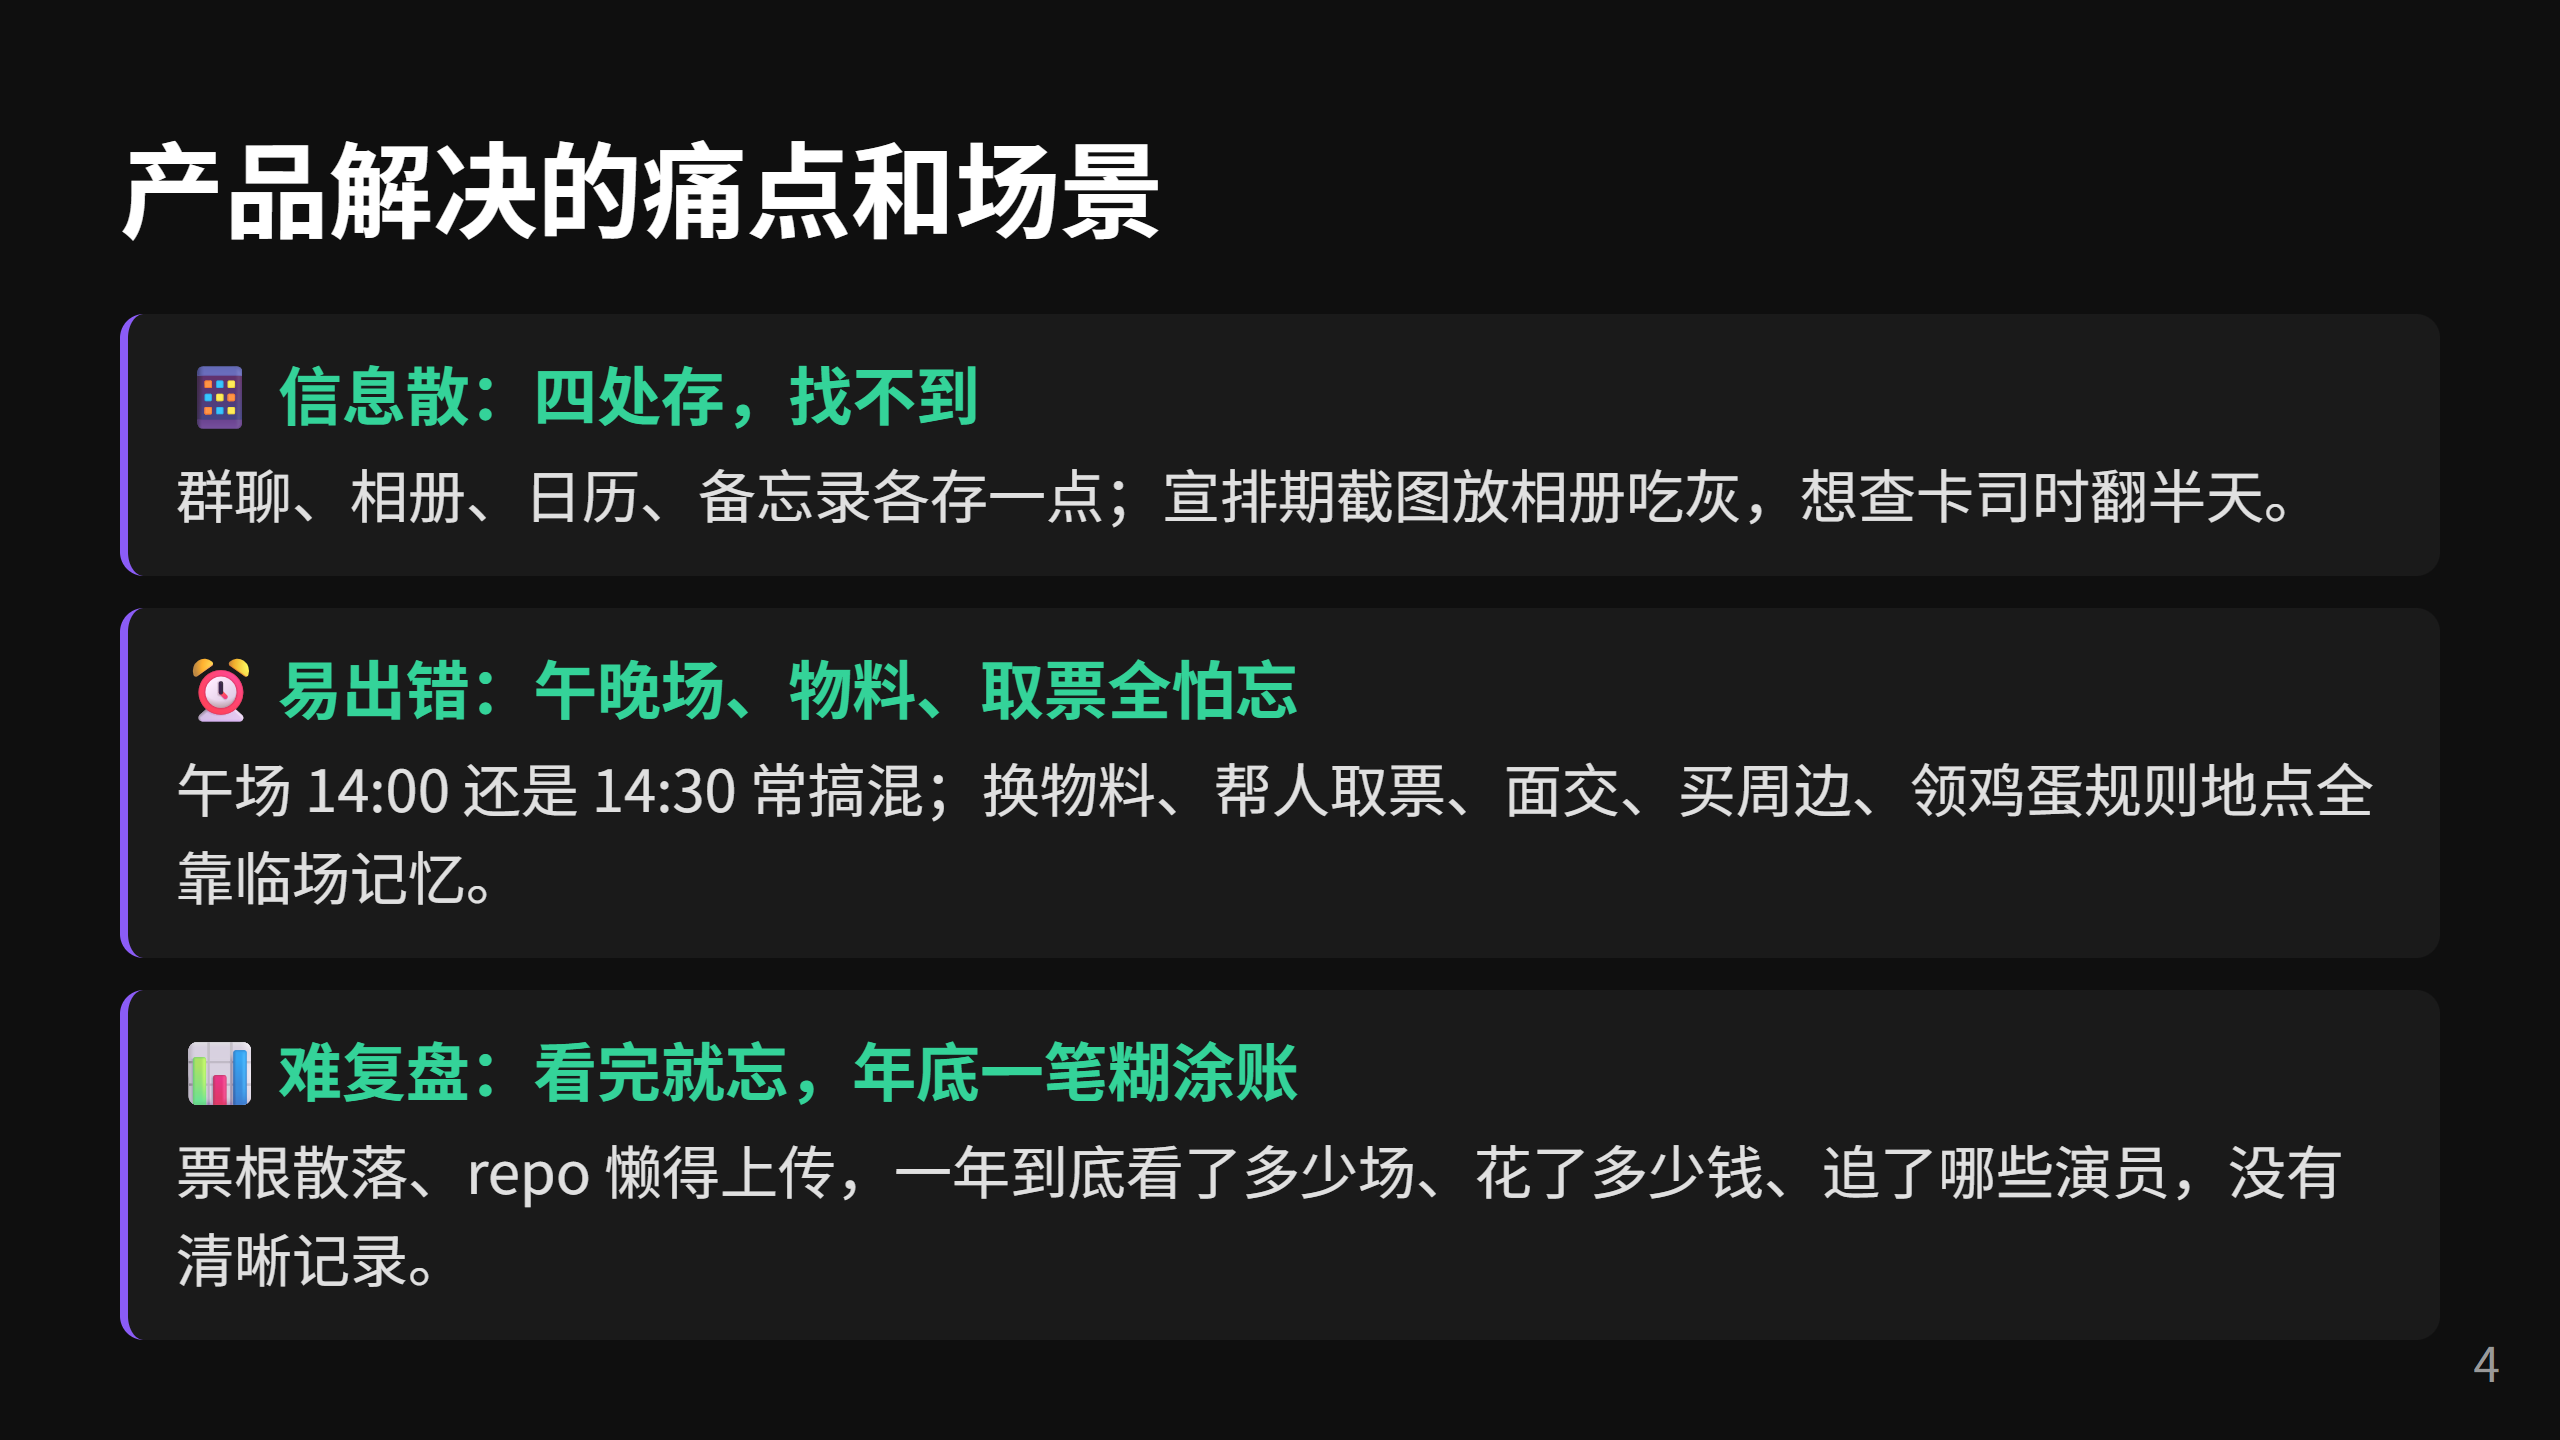 产品解决的痛点和场景
信息散：四处存，找不到
群聊、相册、日历、备忘录各存一点；宣排期截图放相册吃灰，想查卡司时翻半天。
易出错：午晚场、物料、取票全怕忘
午场 14:00 还是 14:30 常搞混；换物料、帮人取票、面交、买周边、领鸡蛋规则地点全
靠临场记忆。
难复盘：看完就忘，年底一笔糊涂账
票根散落、repo 懒得上传，一年到底看了多少场、花了多少钱、追了哪些演员，没有
清晰记录。
4